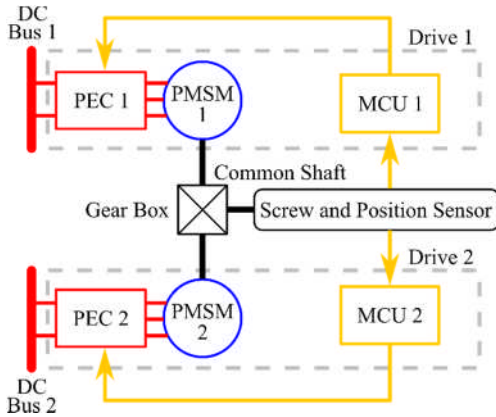 DC
Bus 1
Drive 1
PEC 1
PMSM
1
MCU 1
Common Shaft
Gear Box
Screw and Position Sensor
Drive 2
PEC 2
PMSM
2
MCU 2
DC
Bus 2